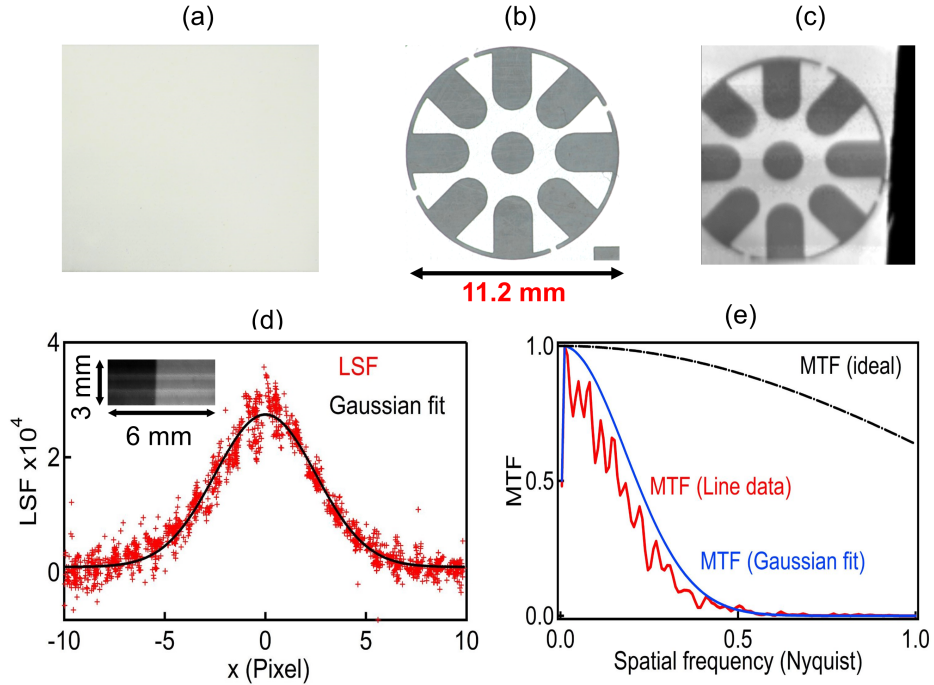 (a)
(b)
(c)
11.2 mm
(d)
(e)
4
2
0
LSF x10⁴
3 mm
6 mm
LSF
Gaussian fit
-10
-5
0
5
10
x (Pixel)
1.0
0.5
0.0
MTF
MTF (ideal)
MTF (Line data)
MTF (Gaussian fit)
0.0
0.5
1.0
Spatial frequency (Nyquist)